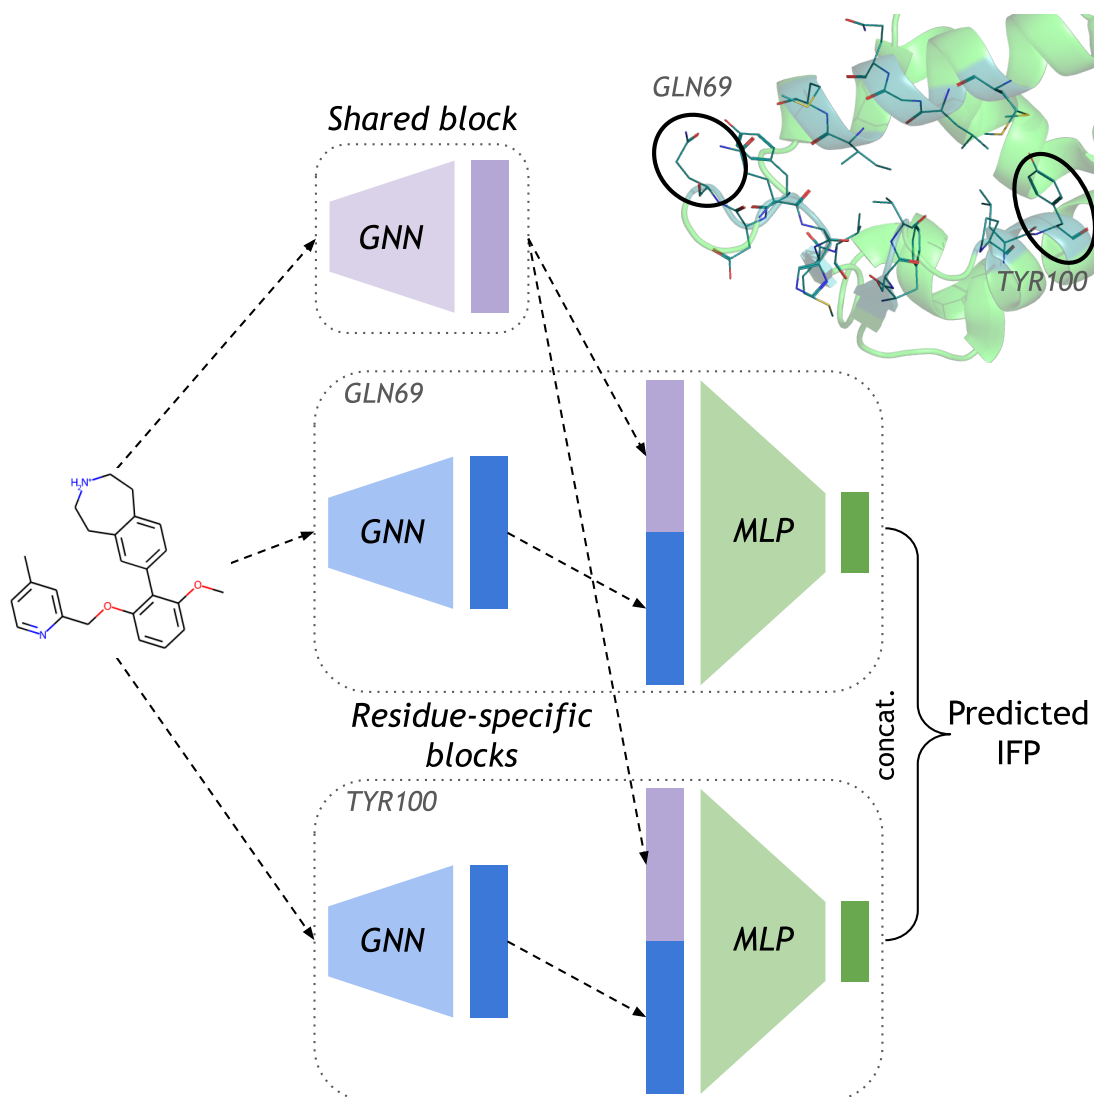 GLN69
TYR100
Shared block
GNN
GLN69
GNN
MLP
H₂N⁺
O
O
N
Residue-specific
blocks
concat.
Predicted
IFP
TYR100
GNN
MLP